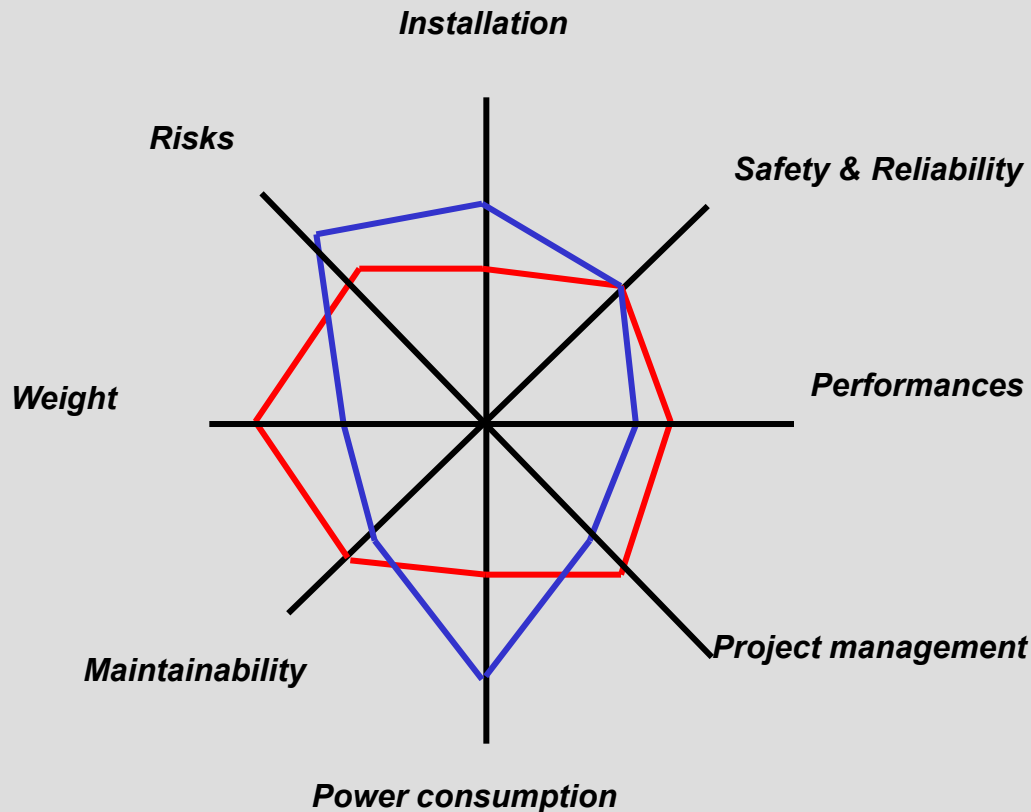 Installation
Risks
Safety & Reliability
Performances
Weight
Project management
Maintainability
Power consumption